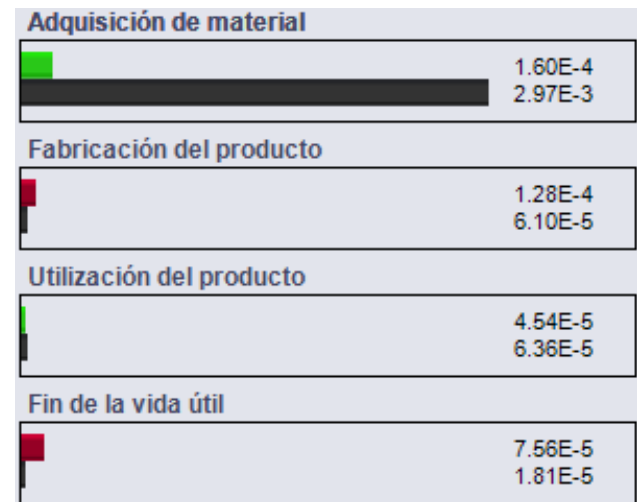 Adquisición de material
1.60E-4
2.97E-3
Fabricación del producto
1.28E-4
6.10E-5
Utilización del producto
4.54E-5
6.36E-5
Fin de la vida útil
7.56E-5
1.81E-5